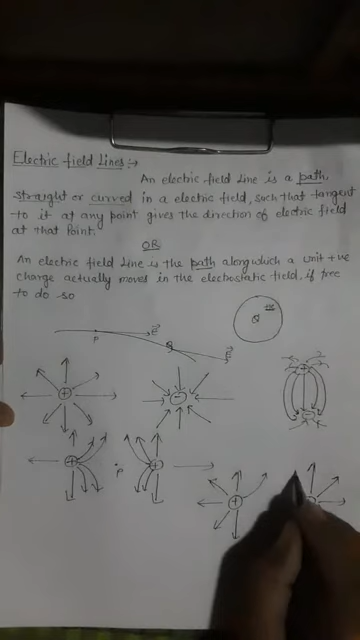 Electric field Lines :→
An electric field Line is a path,
straight or curved in a electric field, such that tangent
to it at any point gives the direction of electric field
at that Point.
OR
An electric field Line is the path along which a unit +ve
charge actually moves in the electrostatic field, if free
to do so
P E Q E
Q +ve
+ - +
-
+ P +
+